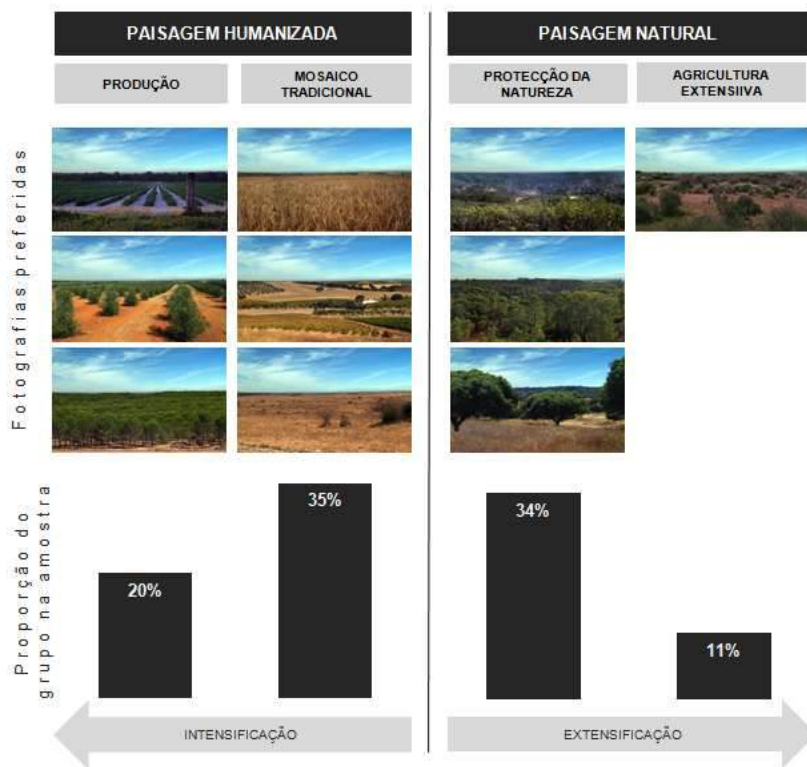 PAISAGEM HUMANIZADA
PAISAGEM NATURAL
PRODUÇÃO
MOSAICO
TRADICIONAL
PROTECÇÃO DA
NATUREZA
AGRICULTURA
EXTENSIIVA
Fotografias preferidas
Proporção do
grupo na amostra
20%
35%
34%
11%
INTENSIFICAÇÃO
EXTENSIFICAÇÃO